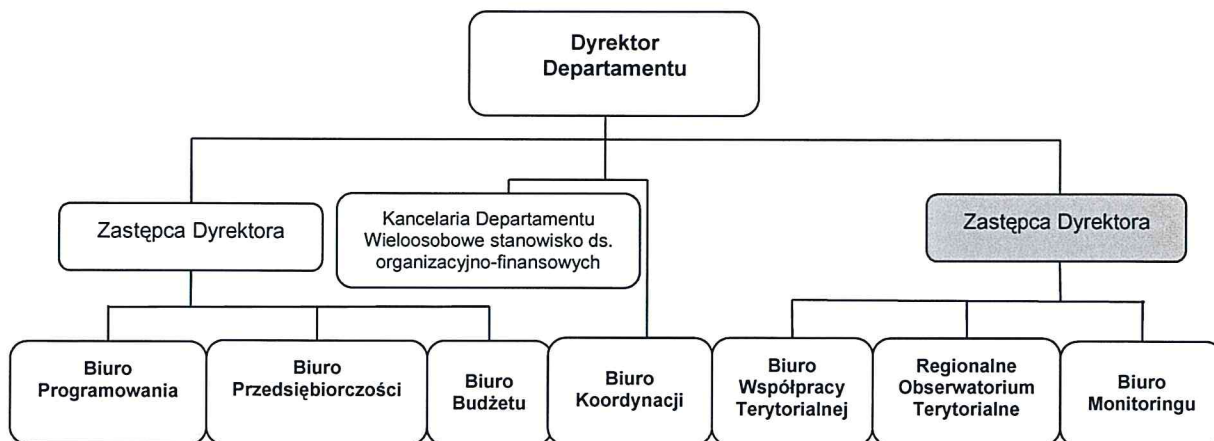 Dyrektor
Departamentu
Zastępca Dyrektora
Kancelaria Departamentu
Wieloosobowe stanowisko ds.
organizacyjno-finansowych
Zastępca Dyrektora
Biuro
Programowania
Biuro
Przedsiębiorczości
Biuro
Budżetu
Biuro
Koordynacji
Biuro
Współpracy
Terytorialnej
Regionalne
Obserwatorium
Terytorialne
Biuro
Monitoringu